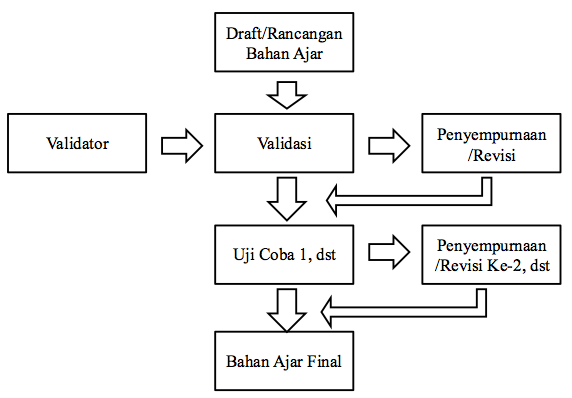 Draft/Rancangan
Bahan Ajar
Validator
Validasi
Penyempurnaan
/Revisi
Uji Coba 1, dst
Penyempurnaan
/Revisi Ke-2, dst
Bahan Ajar Final